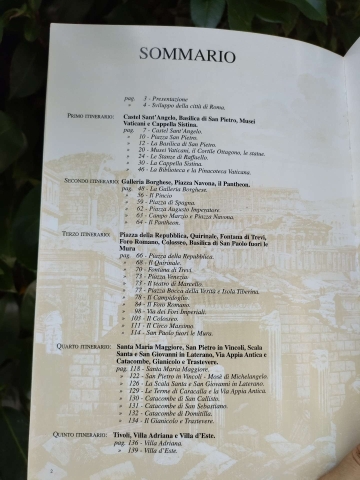 SOMMARIO
pag. 3 - Presentazione
» 4 - Sviluppo della città di Roma.
PRIMO ITINERARIO: Castel Sant'Angelo, Basilica di San Pietro, Musei
Vaticani e Cappella Sistina.
pag. 7 - Castel Sant'Angelo.
» 10 - Piazza San Pietro.
» 12 - La Basilica di San Pietro.
» 20 - Musei Vaticani, il Cortile Ottagono, le statue.
» 24 - Le Stanze di Raffaello.
» 30 - La Cappella Sistina.
» 46 - La Biblioteca e la Pinacoteca Vaticana.
SECONDO ITINERARIO: Galleria Borghese, Piazza Navona, il Pantheon.
pag. 48 - La Galleria Borghese.
» 56 - Il Pincio
» 59 - Piazza di Spagna.
» 62 - Piazza Augusto Imperatore
» 63 - Campo Marzio e Piazza Navona.
» 64 - Il Pantheon.
TERZO ITINERARIO: Piazza della Repubblica, Quirinale, Fontana di Trevi,
Foro Romano, Colosseo, Basilica di San Paolo fuori le
Mura
pag. 66 - Piazza della Repubblica.
» 68 - Il Quirinale.
» 70 - Fontana di Trevi.
» 73 - Piazza Venezia.
» 73 - Il teatro di Marcello.
» 77 - Piazza Bocca della Verità e Isola Tiberina.
» 78 - Il Campidoglio.
» 84 - Il Foro Romano.
» 98 - Via dei Fori Imperiali.
» 103 - Il Colosseo.
» 111 - Il Circo Massimo
» 114 - San Paolo fuori le Mura.
QUARTO ITINERARIO: Santa Maria Maggiore, San Pietro in Vincoli, Scala
Santa e San Giovanni in Laterano, Via Appia Antica e
Catacombe, Gianicolo e Trastevere.
pag. 118 - Santa Maria Maggiore.
» 122 - San Pietro in Vincoli - Mosè di Michelangelo.
» 126 - La Scala Santa e San Giovanni in Laterano.
» 129 - Le Terme di Caracalla e la Via Appia Antica.
» 130 - Catacombe di San Callisto.
» 131 - Catacombe di San Sebastiano.
» 132 - Catacombe di Domitilla.
» 134 - Il Gianicolo e Trastevere.
QUINTO ITINERARIO: Tivoli, Villa Adriana e Villa d'Este.
pag. 136 - Villa Adriana.
» 139 - Villa d'Este.
2